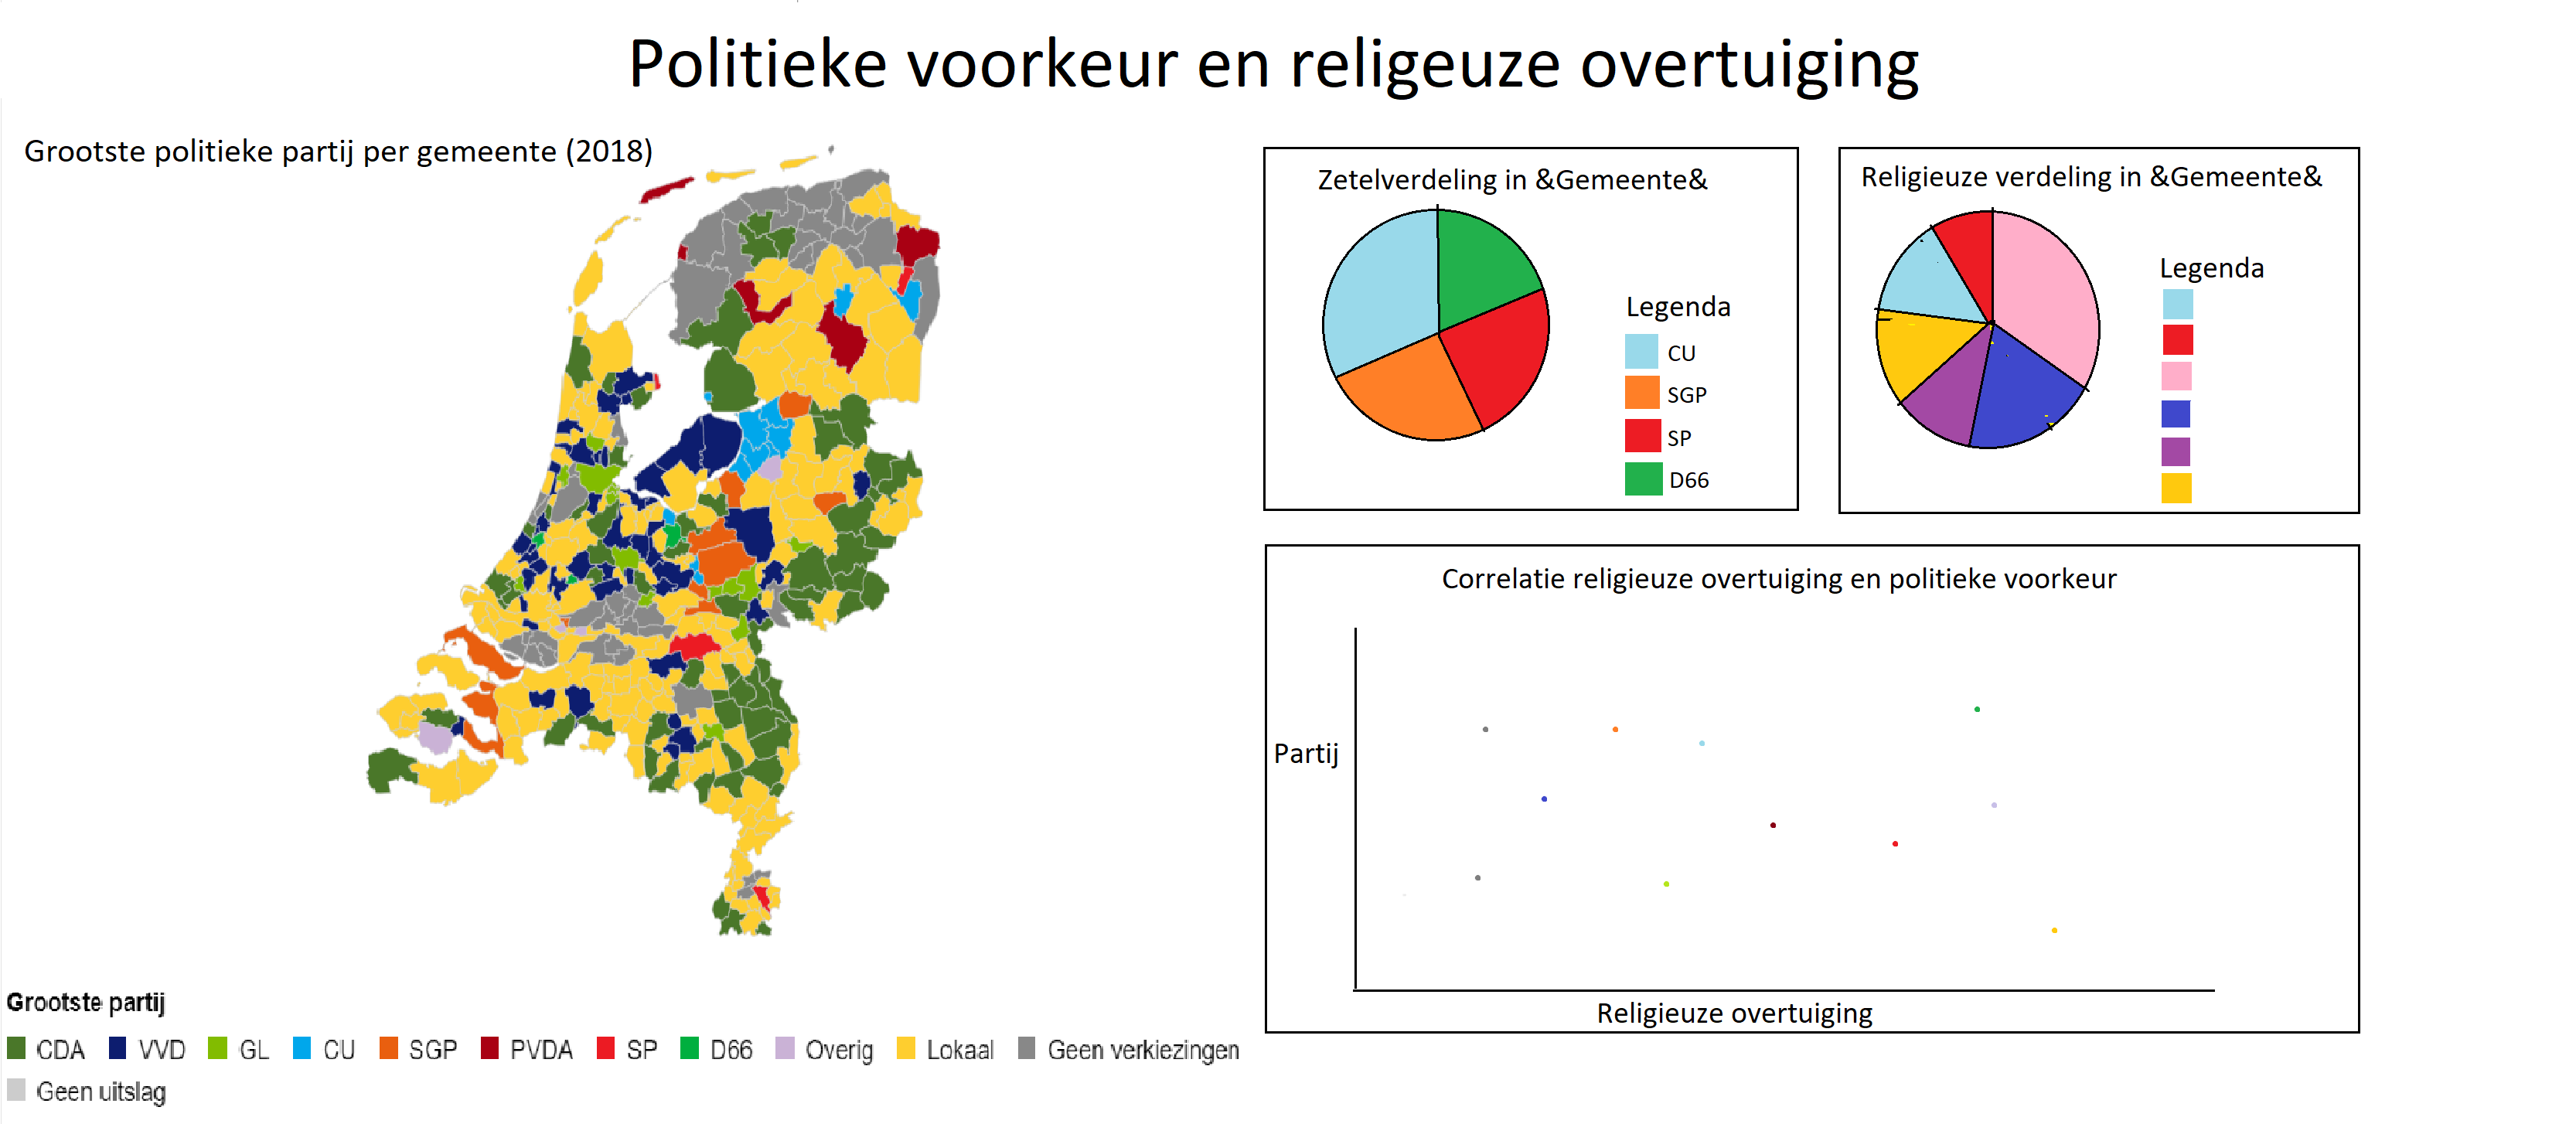 Politieke voorkeur en religeuze overtuiging
Grootste politieke partij per gemeente (2018)
Zetelverdeling in &Gemeente&
Legenda
CU
SGP
SP
D66
Religieuze verdeling in &Gemeente&
Legenda
Correlatie religieuze overtuiging en politieke voorkeur
Partij
Religieuze overtuiging
Grootste partij
CDA VVD GL CU SGP PVDA SP D66 Overig Lokaal Geen verkiezingen
Geen uitslag